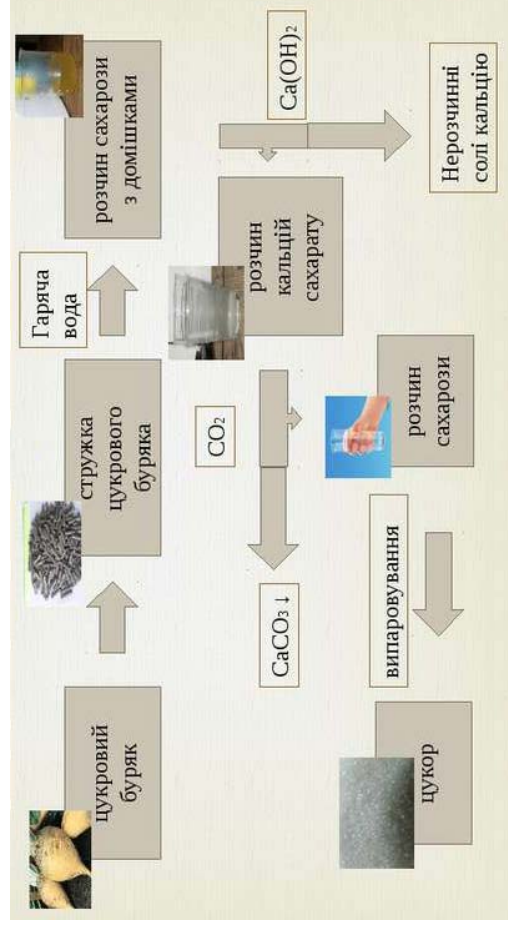 цукровий
буряк
стружка
цукрового
буряка
Гаряча
вода
розчин сахарози
з домішками
Ca(OH)₂
Нерозчинні
солі кальцію
розчин
кальцій
сахарату
CO₂
CaCO₃ ↓
розчин
сахарози
випаровування
цукор